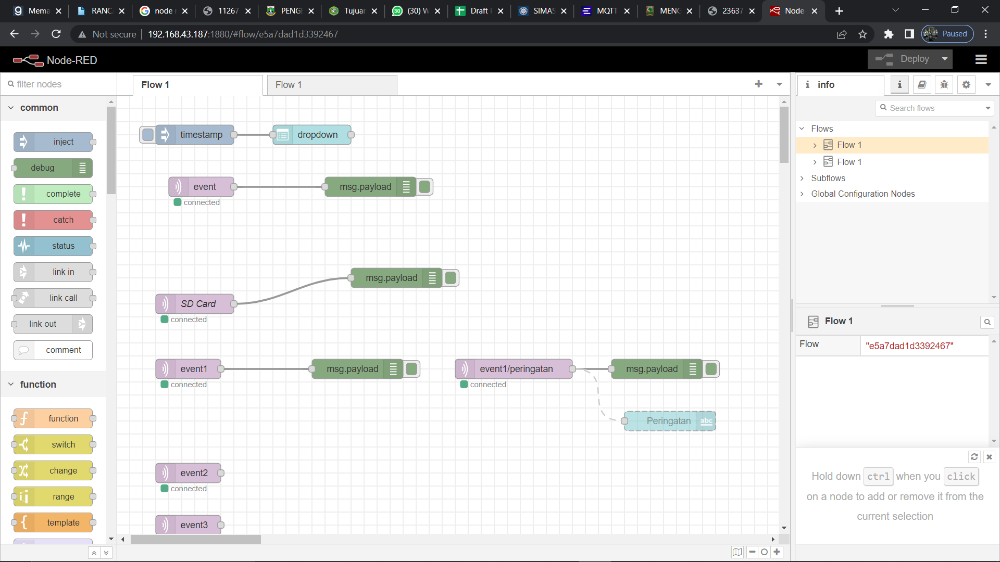 Mema
RANCA
node r
11267
PENGE
Tujuan
(30) W
Draft P
SIMAS
MQTT
MENG
23637
Node-
Not secure
192.168.43.187:1880/#flow/e5a7dad1d3392467
Paused
Node-RED
Deploy
filter nodes
Flow 1
Flow 1
info
common
Search flows
Flows
timestamp
dropdown
inject
Flow 1
debug
Flow 1
Subflows
event
msg.payload
complete
Global Configuration Nodes
connected
catch
status
link in
msg.payload
link call
SD Card
connected
link out
Flow 1
comment
Flow
"e5a7dad1d3392467"
event1
msg.payload
event1/peringatan
msg.payload
function
connected
connected
function
Peringatan
abc
switch
change
event2
Hold down ctrl when you click
connected
range
on a node to add or remove it from the
template
event3
current selection